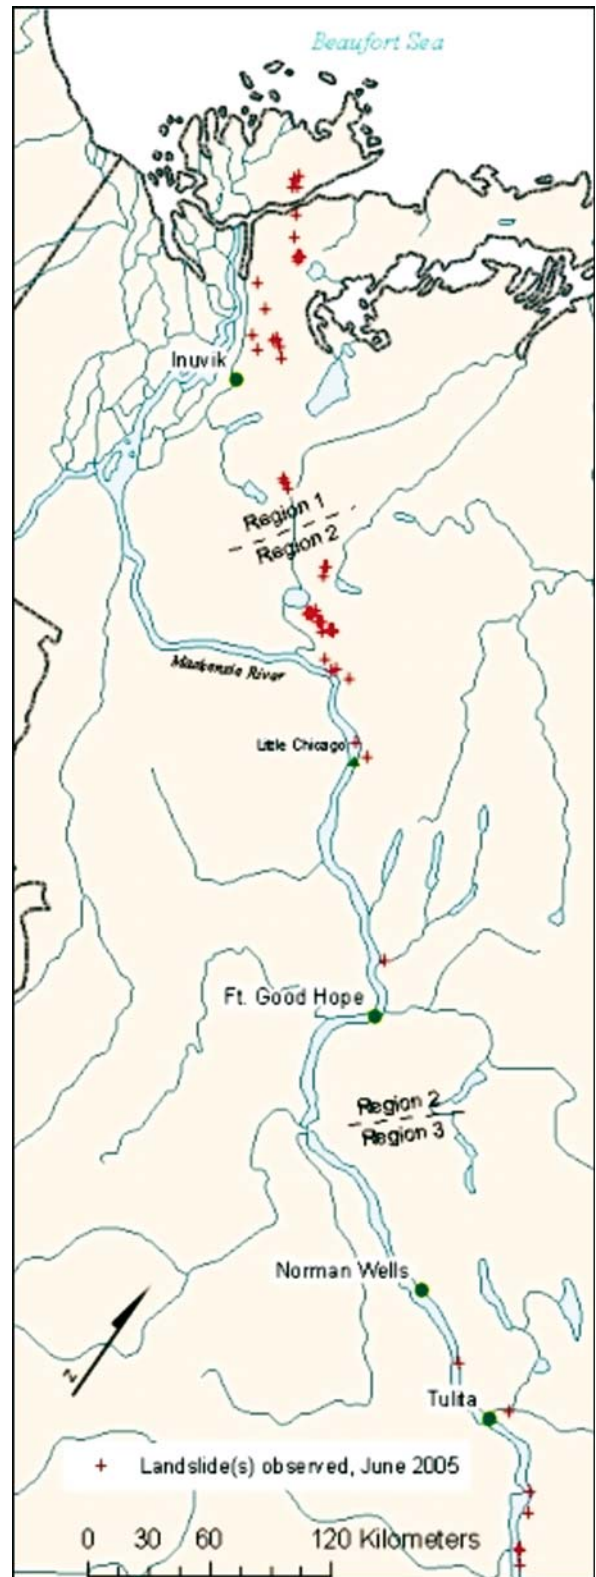 Beaufort Sea
Inuvik
Region 1
Region 2
Mackenzie River
Little Chicago
Ft. Good Hope
Region 2
Region 3
Norman Wells
N
Tulita
Landslide(s) observed, June 2005
0 30 60 120 Kilometers